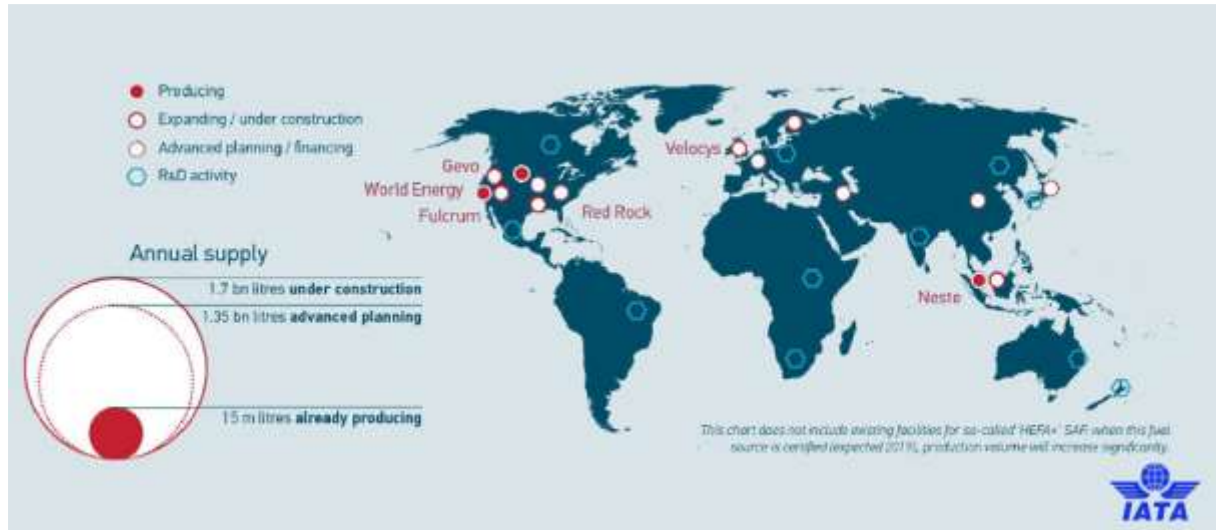 Producing
Expanding / under construction
Advanced planning / financing
R&D activity
Gevo
World Energy
Fulcrum
Red Rock
Velocys
Neste
Annual supply
1.7 bn litres under construction
1.35 bn litres advanced planning
15 m litres already producing
This chart does not include existing facilities for so-called 'HEFA+' SAF: when this fuel
source is certified (expected 2019), production volume will increase significantly.
IATA